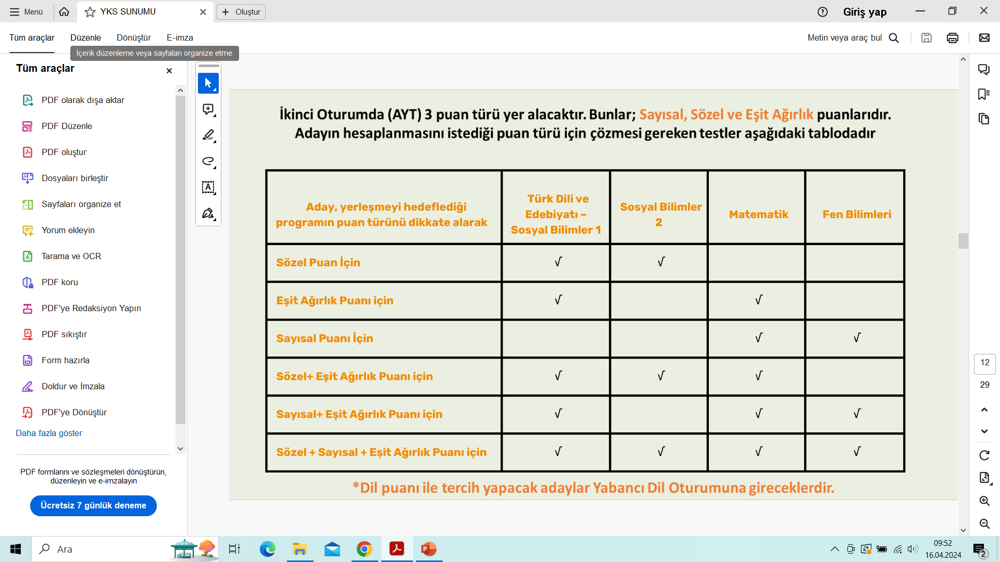 Menü
YKS SUNUMU
Oluştur
Giriş yap
Tüm araçlar
Düzenle
Dönüştür
E-imza
Metin veya araç bul
İçerik düzenleme veya sayfaları organize etme
Tüm araçlar
PDF olarak dışa aktar
PDF Düzenle
PDF oluştur
Dosyaları birleştir
Sayfaları organize et
Yorum ekleyin
Tarama ve OCR
PDF koru
PDF'ye Redaksiyon Yapın
PDF sıkıştır
Form hazırla
Doldur ve İmzala
PDF'ye Dönüştür
Daha fazla göster
PDF formlarını ve sözleşmeleri dönüştürün,
düzenleyin ve e-imzalayın
Ücretsiz 7 günlük deneme
İkinci Oturumda (AYT) 3 puan türü yer alacaktır. Bunlar; Sayısal, Sözel ve Eşit Ağırlık puanlarıdır.
Adayın hesaplanmasını istediği puan türü için çözmesi gereken testler aşağıdaki tablodadır
Aday, yerleşmeyi hedeflediği
programın puan türünü dikkate alarak
Türk Dili ve
Edebiyatı –
Sosyal Bilimler 1
Sosyal Bilimler
2
Matematik
Fen Bilimleri
Sözel Puan İçin √ √
Eşit Ağırlık Puanı için √ √
Sayısal Puanı İçin √ √
Sözel+ Eşit Ağırlık Puanı için √ √ √
Sayısal+ Eşit Ağırlık Puanı için √ √ √
Sözel + Sayısal + Eşit Ağırlık Puanı için √ √ √ √
*Dil puanı ile tercih yapacak adaylar Yabancı Dil Oturumuna gireceklerdir.
12
29
Ara
09:52
16.04.2024
2